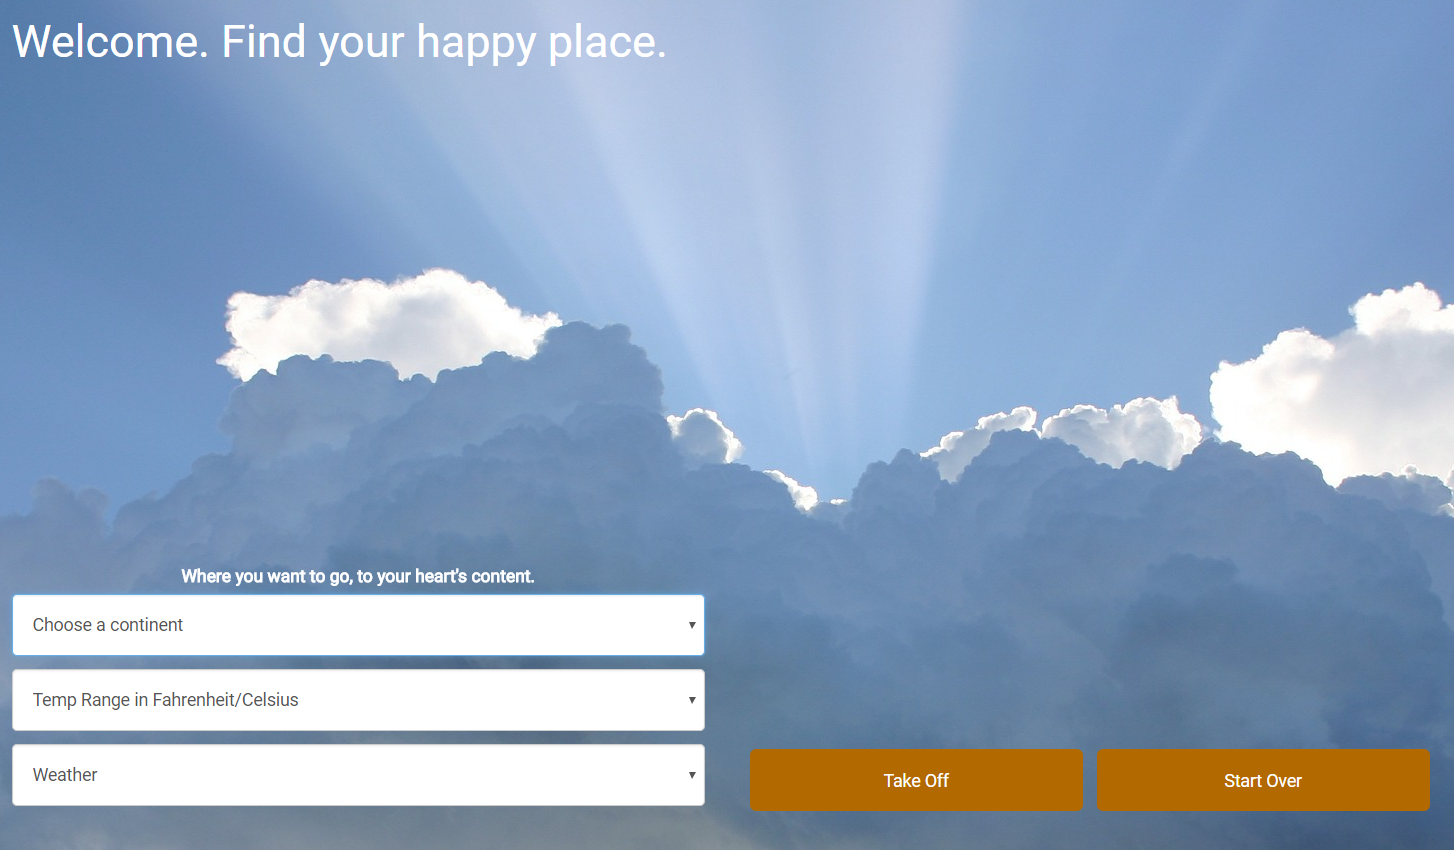 Welcome. Find your happy place.
Where you want to go, to your heart's content.
Choose a continent
Temp Range in Fahrenheit/Celsius
Weather
Take Off
Start Over